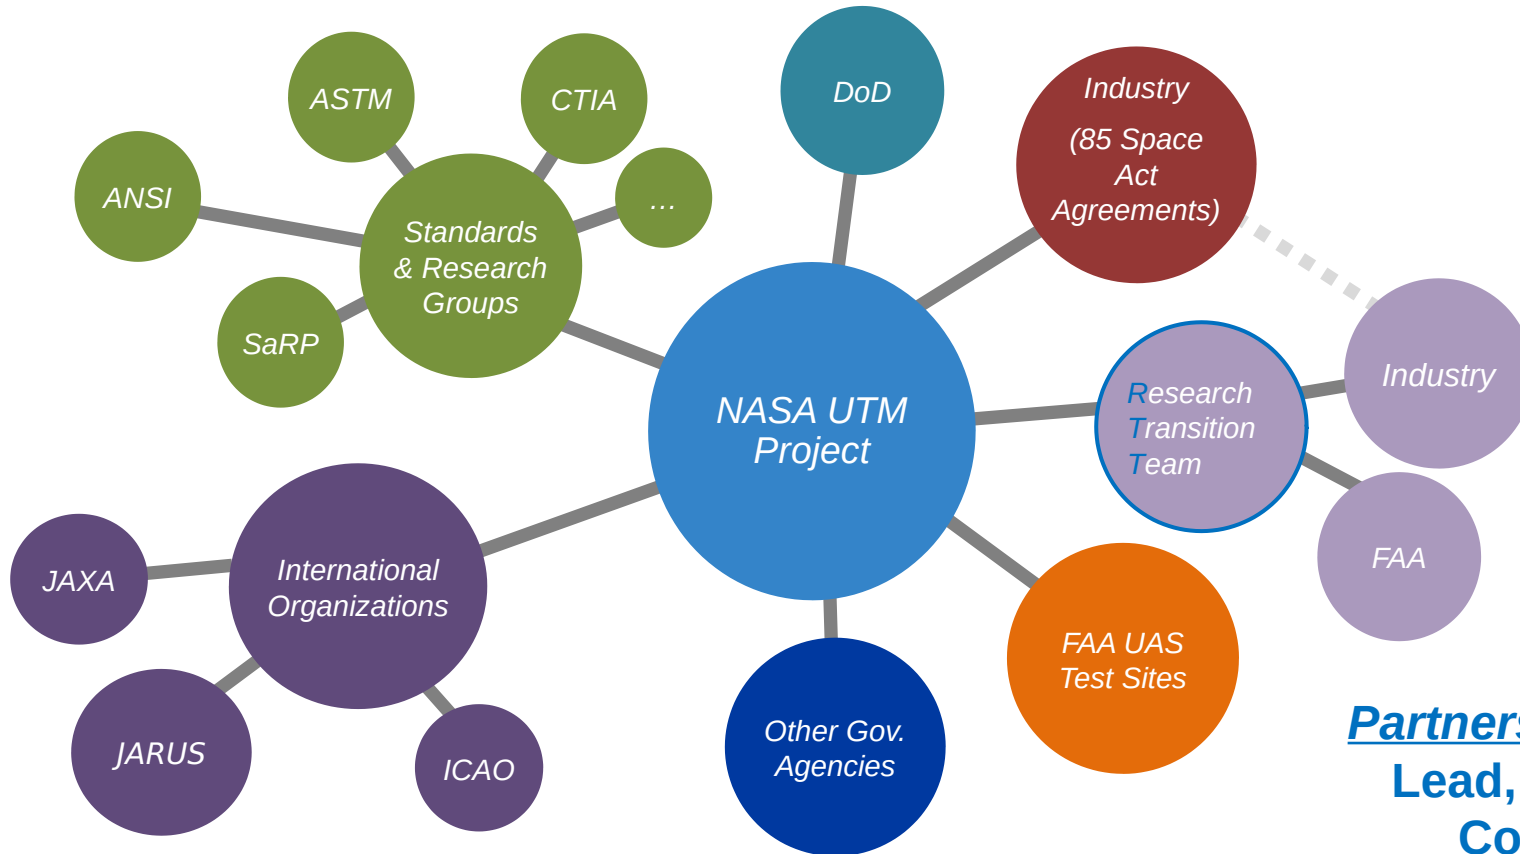 ASTM
CTIA
ANSI
…
Standards
& Research
Groups
SaRP
DoD
Industry
(85 Space
Act
Agreements)
NASA UTM
Project
Research
Transition
Team
Industry
FAA
International
Organizations
JAXA
JARUS
ICAO
Other Gov.
Agencies
FAA UAS
Test Sites
Lead,